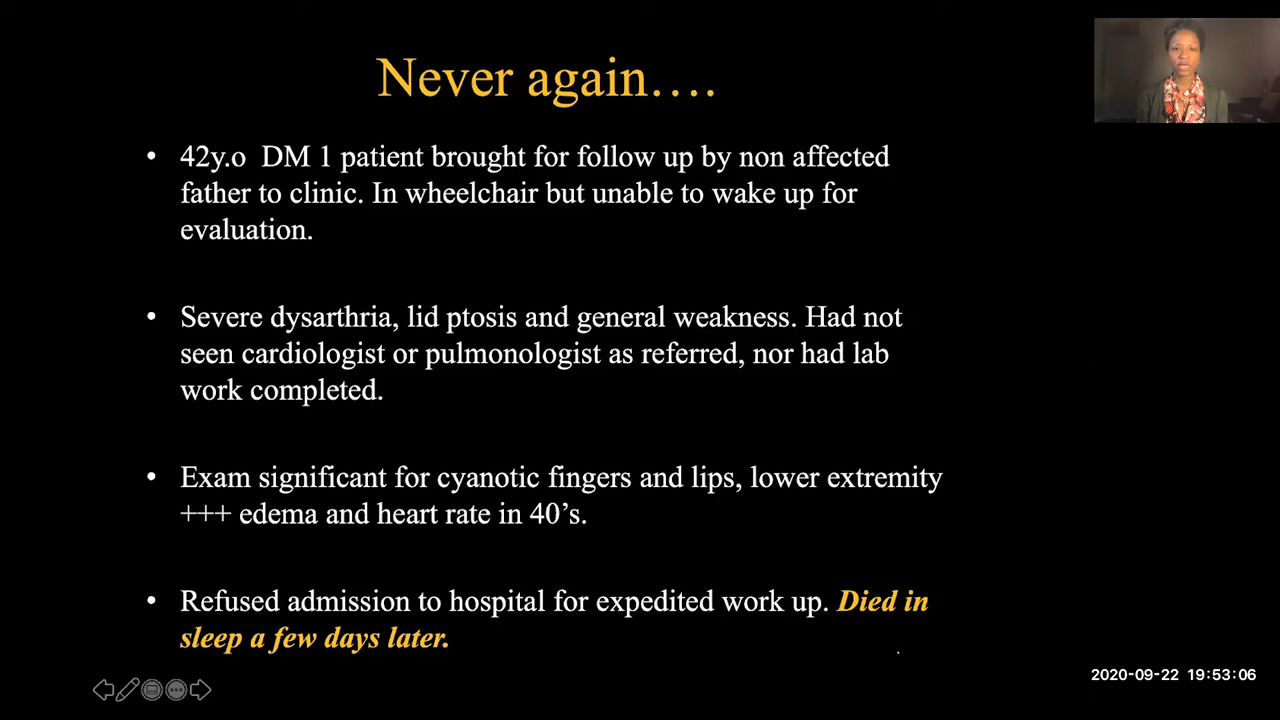 Never again….
• 42y.o  DM 1 patient brought for follow up by non affected
father to clinic. In wheelchair but unable to wake up for
evaluation.
• Severe dysarthria, lid ptosis and general weakness. Had not
seen cardiologist or pulmonologist as referred, nor had lab
work completed.
• Exam significant for cyanotic fingers and lips, lower extremity
+++ edema and heart rate in 40’s.
• Refused admission to hospital for expedited work up. Died in
sleep a few days later.
2020-09-22 19:53:06